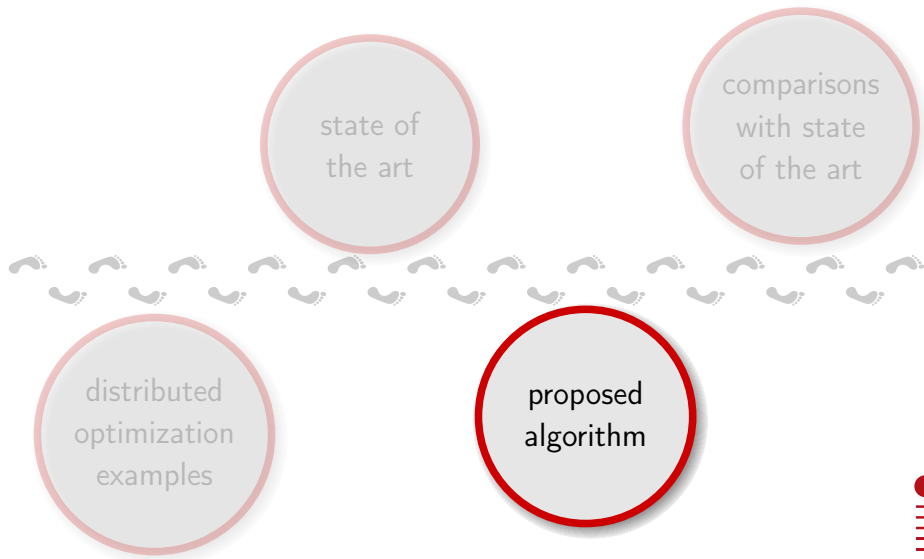 state of
the art
comparisons
with state
of the art
distributed
optimization
examples
proposed
algorithm